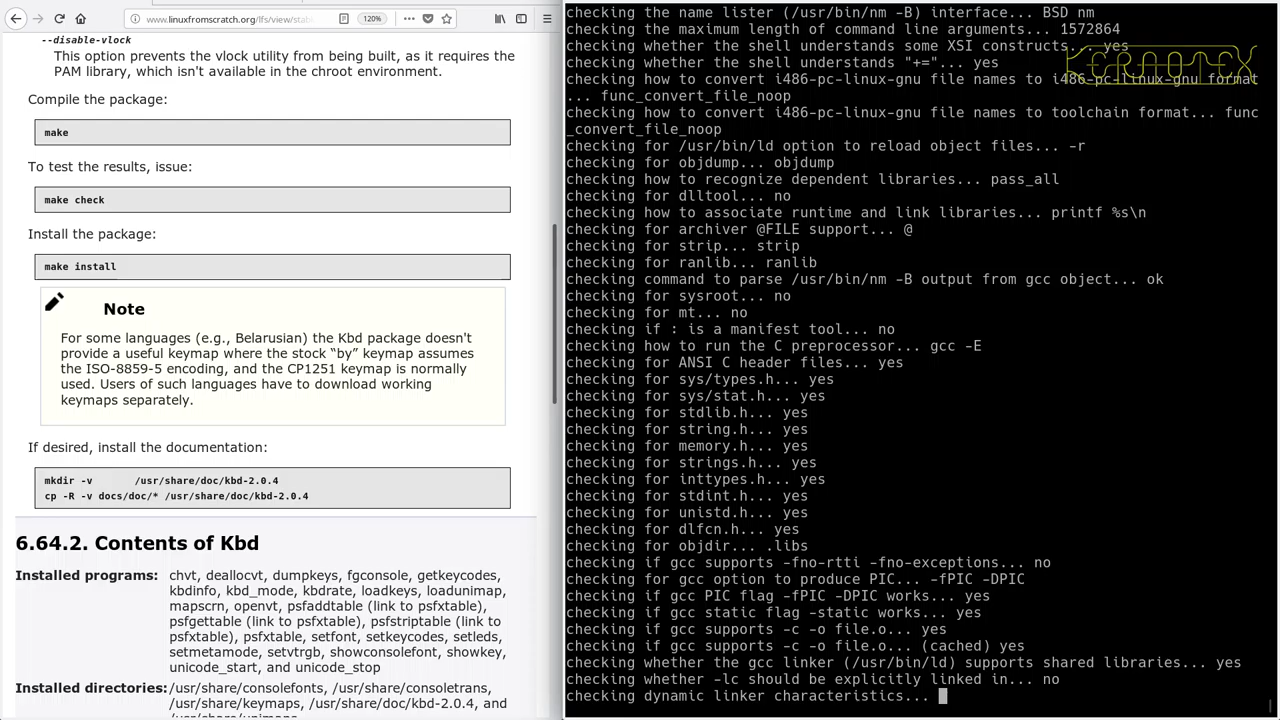 www.linuxfromscratch.org/lfs/view/stab
120%
--disable-vlock
This option prevents the vlock utility from being built, as it requires the
PAM library, which isn't available in the chroot environment.
Compile the package:
make
To test the results, issue:
make check
Install the package:
make install
Note
For some languages (e.g., Belarusian) the Kbd package doesn't
provide a useful keymap where the stock “by” keymap assumes
the ISO-8859-5 encoding, and the CP1251 keymap is normally
used. Users of such languages have to download working
keymaps separately.
If desired, install the documentation:
mkdir -v       /usr/share/doc/kbd-2.0.4
cp -R -v docs/doc/* /usr/share/doc/kbd-2.0.4
6.64.2. Contents of Kbd
Installed programs: chvt, deallocvt, dumpkeys, fgconsole, getkeycodes,
kbdinfo, kbd_mode, kbdrate, loadkeys, loadunimap,
mapscrn, openvt, psfaddtable (link to psfxtable),
psfgettable (link to psfxtable), psfstriptable (link to
psfxtable), psfxtable, setfont, setkeycodes, setleds,
setmetamode, setvtrgb, showconsolefont, showkey,
unicode_start, and unicode_stop
Installed directories: /usr/share/consolefonts, /usr/share/consoletrans,
/usr/share/keymaps, /usr/share/doc/kbd-2.0.4, and
/usr/share/unimaps
checking the name lister (/usr/bin/nm -B) interface... BSD nm
checking the maximum length of command line arguments... 1572864
checking whether the shell understands some XSI constructs... yes
checking whether the shell understands "+="... yes
checking how to convert i486-pc-linux-gnu file names to i486-pc-linux-gnu format
... func_convert_file_noop
checking how to convert i486-pc-linux-gnu file names to toolchain format... func
_convert_file_noop
checking for /usr/bin/ld option to reload object files... -r
checking for objdump... objdump
checking how to recognize dependent libraries... pass_all
checking for dlltool... no
checking how to associate runtime and link libraries... printf %s\n
checking for archiver @FILE support... @
checking for strip... strip
checking for ranlib... ranlib
checking command to parse /usr/bin/nm -B output from gcc object... ok
checking for sysroot... no
checking for mt... no
checking if : is a manifest tool... no
checking how to run the C preprocessor... gcc -E
checking for ANSI C header files... yes
checking for sys/types.h... yes
checking for sys/stat.h... yes
checking for stdlib.h... yes
checking for string.h... yes
checking for memory.h... yes
checking for strings.h... yes
checking for inttypes.h... yes
checking for stdint.h... yes
checking for unistd.h... yes
checking for dlfcn.h... yes
checking for objdir... .libs
checking if gcc supports -fno-rtti -fno-exceptions... no
checking for gcc option to produce PIC... -fPIC -DPIC
checking if gcc PIC flag -fPIC -DPIC works... yes
checking if gcc static flag -static works... yes
checking if gcc supports -c -o file.o... yes
checking if gcc supports -c -o file.o... (cached) yes
checking whether the gcc linker (/usr/bin/ld) supports shared libraries... yes
checking whether -lc should be explicitly linked in... no
checking dynamic linker characteristics...